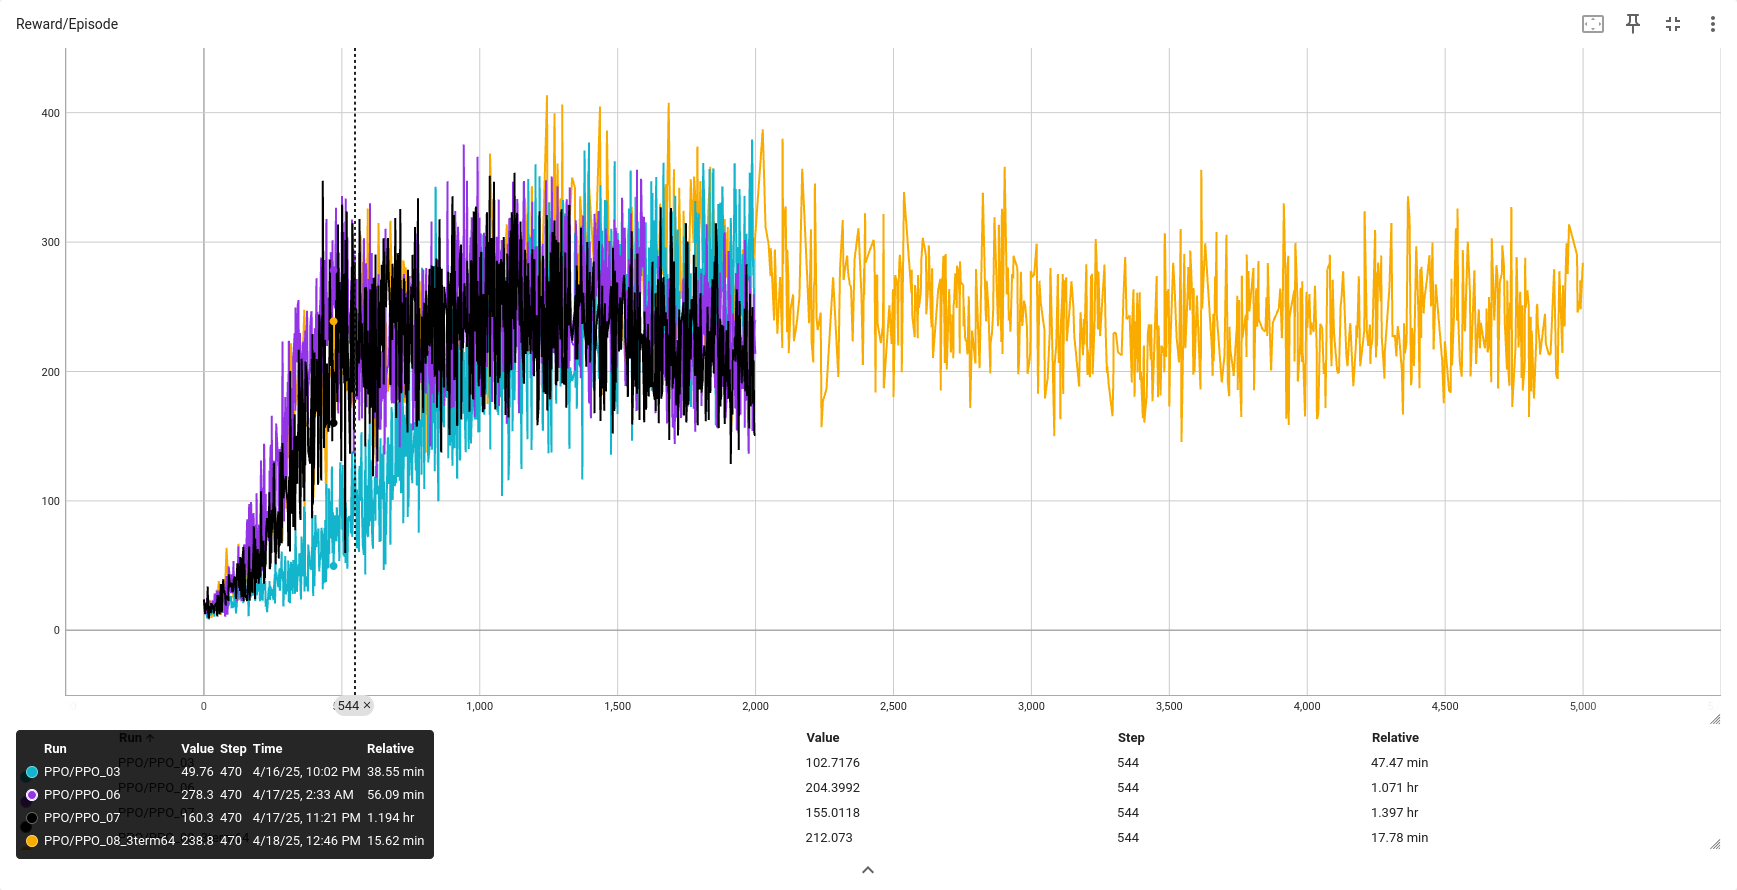 Reward/Episode
400
300
200
100
0
0 544 × 1,000 1,500 2,000 2,500 3,000 3,500 4,000 4,500 5,000
Run ↑ Value Step Relative
PPO/PPO_03 102.7176 544 47.47 min
204.3992 544 1.071 hr
155.0118 544 1.397 hr
212.073 544 17.78 min
Run Value Step Time Relative
PPO/PPO_03 49.76 470 4/16/25, 10:02 PM 38.55 min
PPO/PPO_06 278.3 470 4/17/25, 2:33 AM 56.09 min
PPO/PPO_07 160.3 470 4/17/25, 11:21 PM 1.194 hr
PPO/PPO_08_3term64 238.8 470 4/18/25, 12:46 PM 15.62 min